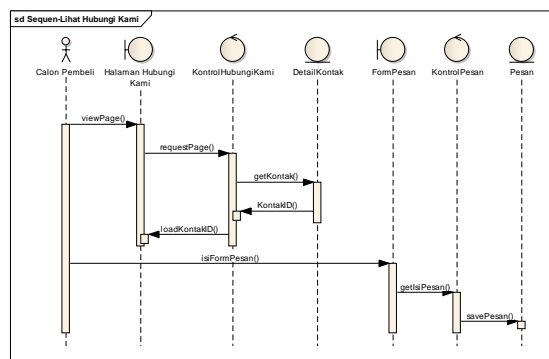 sd Sequen-Lihat Hubungi Kami
Calon Pembeli
Halaman Hubungi
Kami
KontrolHubungiKami
DetailKontak
FormPesan
KontrolPesan
Pesan
viewPage()
requestPage()
getKontak()
KontakID()
loadKontakID()
isiFormPesan()
getIsiPesan()
savePesan()